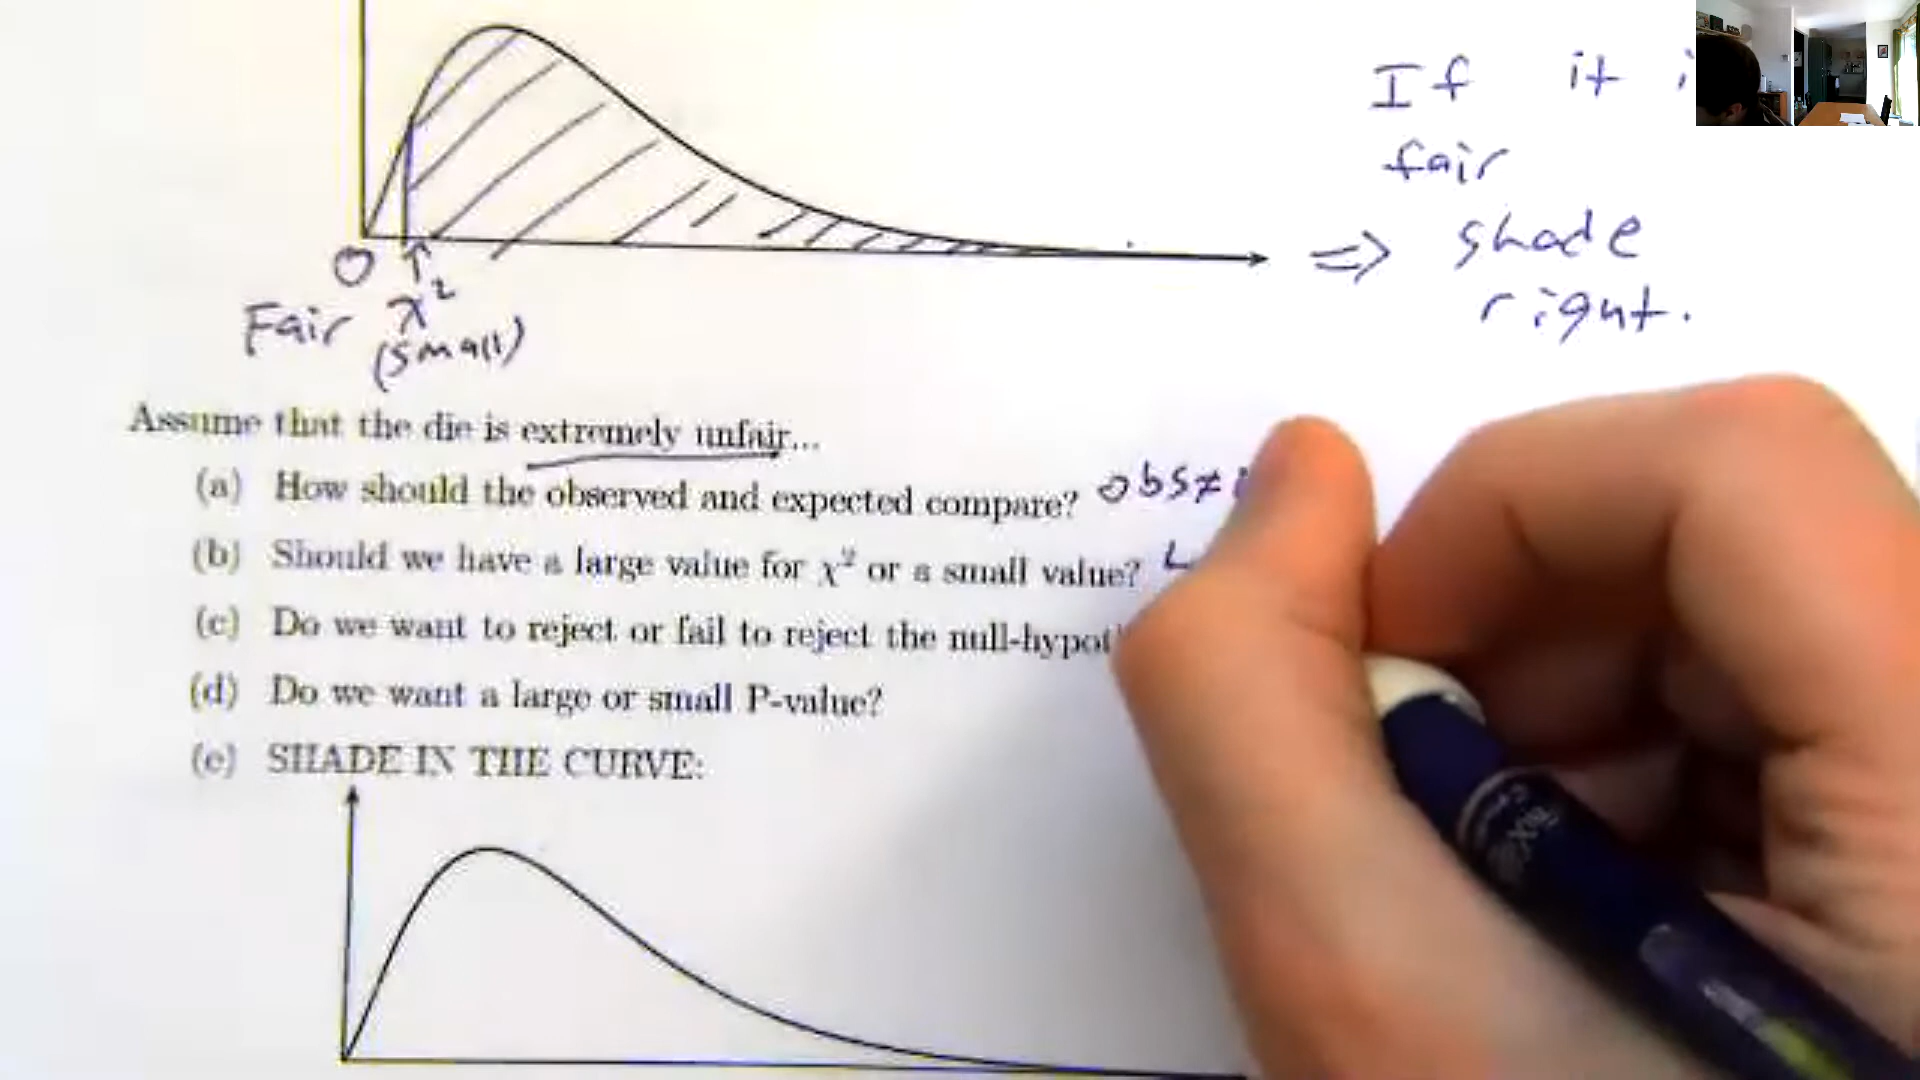 If it
fair
⇒ shade
right.
O
Fair χ²
(small)
Assume that the die is extremely unfair...
(a) How should the observed and expected compare? obs≠
(b) Should we have a large value for χ² or a small value?
(c) Do we want to reject or fail to reject the null-hypot
(d) Do we want a large or small P-value?
(e) SHADE IN THE CURVE: